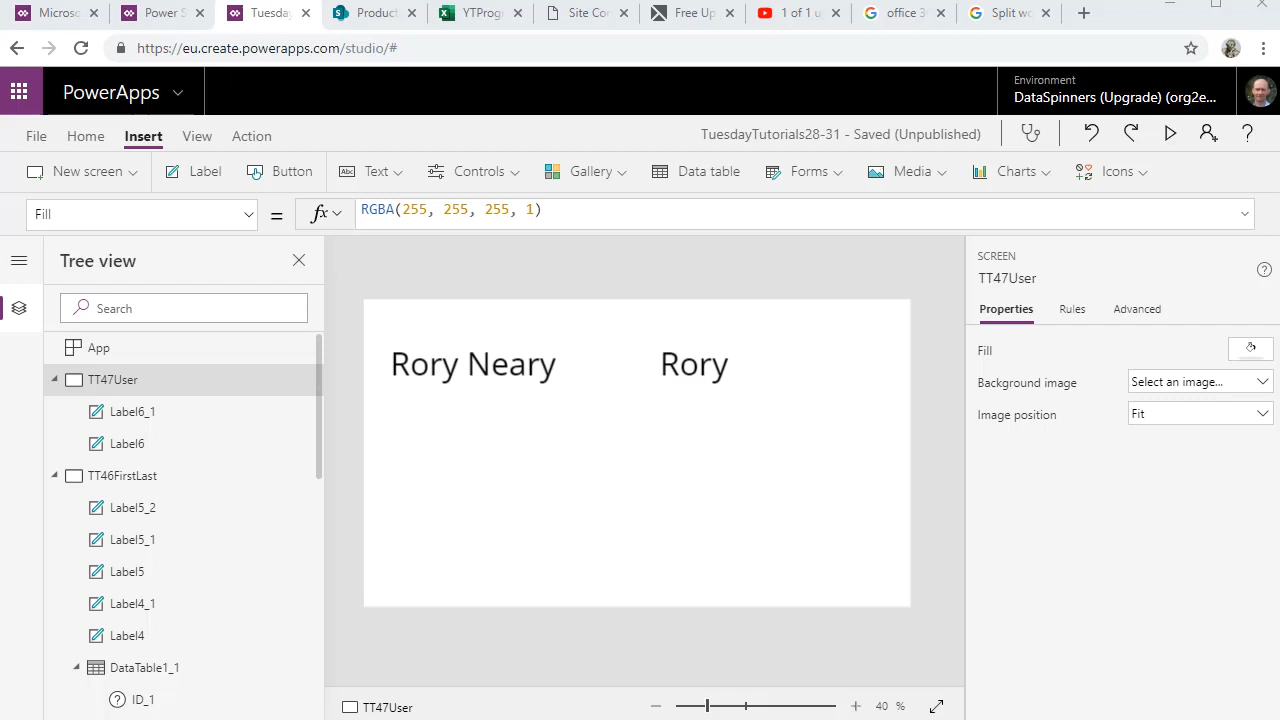 Micros
Power S
Tuesday
Product
YTProg
Site Co
Free Up
1 of 1 u
office 3
Split wo
https://eu.create.powerapps.com/studio/#
PowerApps
Environment
DataSpinners (Upgrade) (org2e...
File Home Insert View Action
TuesdayTutorials28-31 - Saved (Unpublished)
New screen Label Button Text Controls Gallery Data table Forms Media Charts Icons
Fill = fx RGBA(255, 255, 255, 1)
Tree view
Search
App
TT47User
Label6_1
Label6
TT46FirstLast
Label5_2
Label5_1
Label5
Label4_1
Label4
DataTable1_1
ID_1
Rory Neary Rory
TT47User
40 %
SCREEN
TT47User
Properties Rules Advanced
Fill
Background image Select an image...
Image position Fit